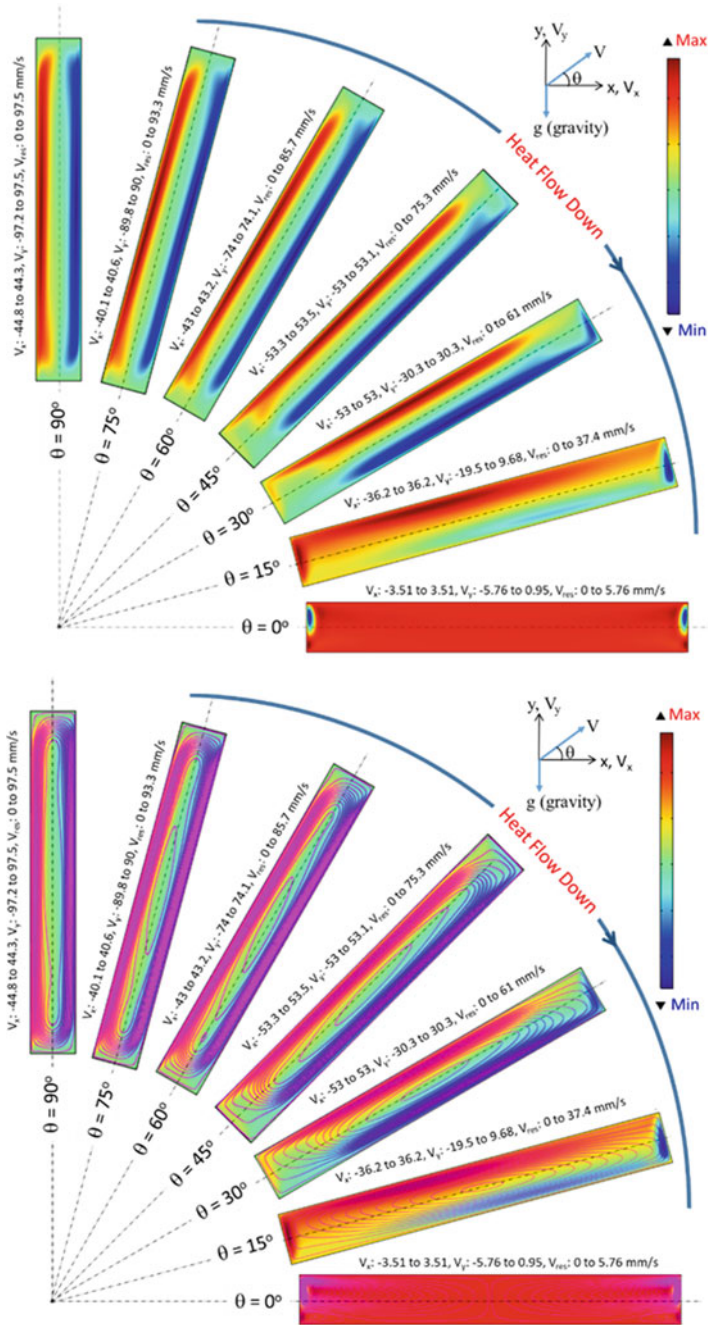 y, Vy
V
θ
x, Vx
g (gravity)
Max
Min
Heat Flow Down
Vx: -44.8 to 44.3, Vy: -97.2 to 97.5, Vres: 0 to 97.5 mm/s
Vx: -40.1 to 40.6, Vy: -89.8 to 90, Vres: 0 to 93.3 mm/s
Vx: -43 to 43.2, Vy: -74 to 74.1, Vres: 0 to 85.7 mm/s
Vx: -53.3 to 53.5, Vy: -53 to 53.1, Vres: 0 to 75.3 mm/s
Vx: -53 to 53, Vy: -30.3 to 30.3, Vres: 0 to 61 mm/s
Vx: -36.2 to 36.2, Vy: -19.5 to 9.68, Vres: 0 to 37.4 mm/s
Vx: -3.51 to 3.51, Vy: -5.76 to 0.95, Vres: 0 to 5.76 mm/s
θ = 90°
θ = 75°
θ = 60°
θ = 45°
θ = 30°
θ = 15°
θ = 0°
y, Vy
V
θ
x, Vx
g (gravity)
Max
Min
Heat Flow Down
Vx: -44.8 to 44.3, Vx: -97.2 to 97.5, Vres: 0 to 97.5 mm/s
Vx: -40.1 to 40.6, Vx: -89.8 to 90, Vres: 0 to 93.3 mm/s
Vx: -43 to 43.2, Vy: -74 to 74.1, Vres: 0 to 85.7 mm/s
Vx: -53.3 to 53.5, Vy: -53 to 53.1, Vres: 0 to 75.3 mm/s
Vx: -53 to 53, Vy: -30.3 to 30.3, Vres: 0 to 61 mm/s
Vx: -36.2 to 36.2, Vy: -19.5 to 9.68, Vres: 0 to 37.4 mm/s
Vx: -3.51 to 3.51, Vy: -5.76 to 0.95, Vres: 0 to 5.76 mm/s
θ = 90°
θ = 75°
θ = 60°
θ = 45°
θ = 30°
θ = 15°
θ = 0°